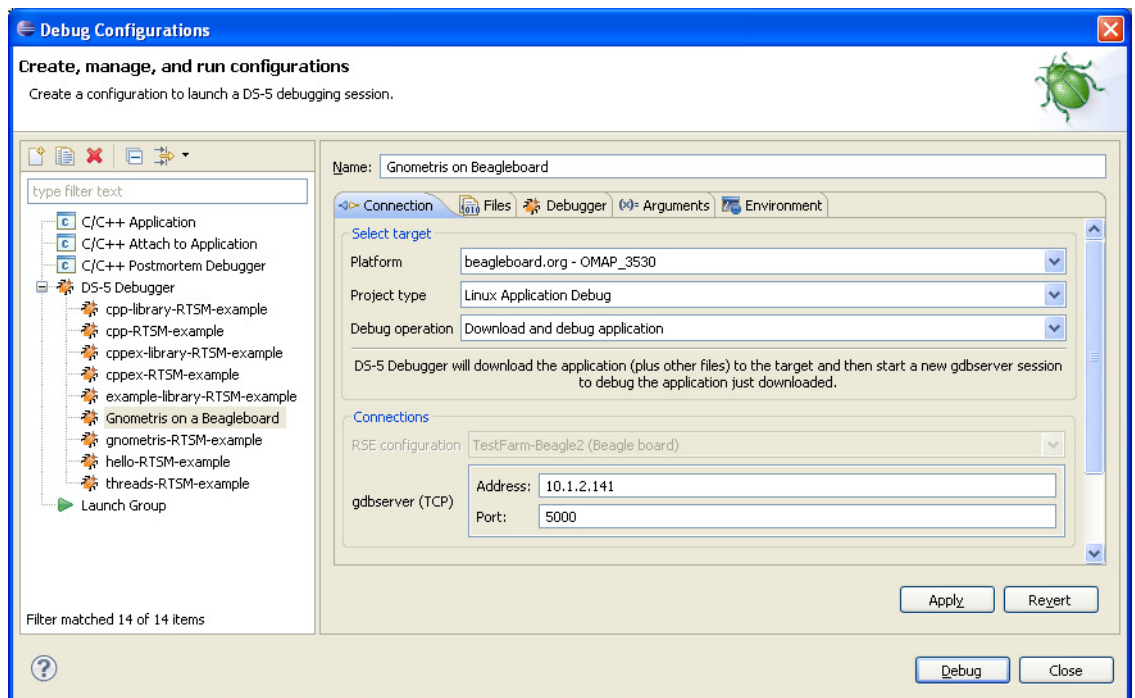 Debug Configurations
Create, manage, and run configurations
Create a configuration to launch a DS-5 debugging session.
type filter text
C/C++ Application
C/C++ Attach to Application
C/C++ Postmortem Debugger
DS-5 Debugger
cpp-library-RTSM-example
cpp-RTSM-example
cppex-library-RTSM-example
cppex-RTSM-example
example-library-RTSM-example
Gnometris on a Beagleboard
gnometris-RTSM-example
hello-RTSM-example
threads-RTSM-example
Launch Group
Filter matched 14 of 14 items
Name: Gnometris on Beagleboard
Connection Files Debugger (x)= Arguments Environment
Select target
Platform beagleboard.org - OMAP_3530
Project type Linux Application Debug
Debug operation Download and debug application
DS-5 Debugger will download the application (plus other files) to the target and then start a new gdbserver session
to debug the application just downloaded.
Connections
RSE configuration TestFarm-Beagle2 (Beagle board)
gdbserver (TCP)
Address: 10.1.2.141
Port: 5000
Apply Revert
Debug Close